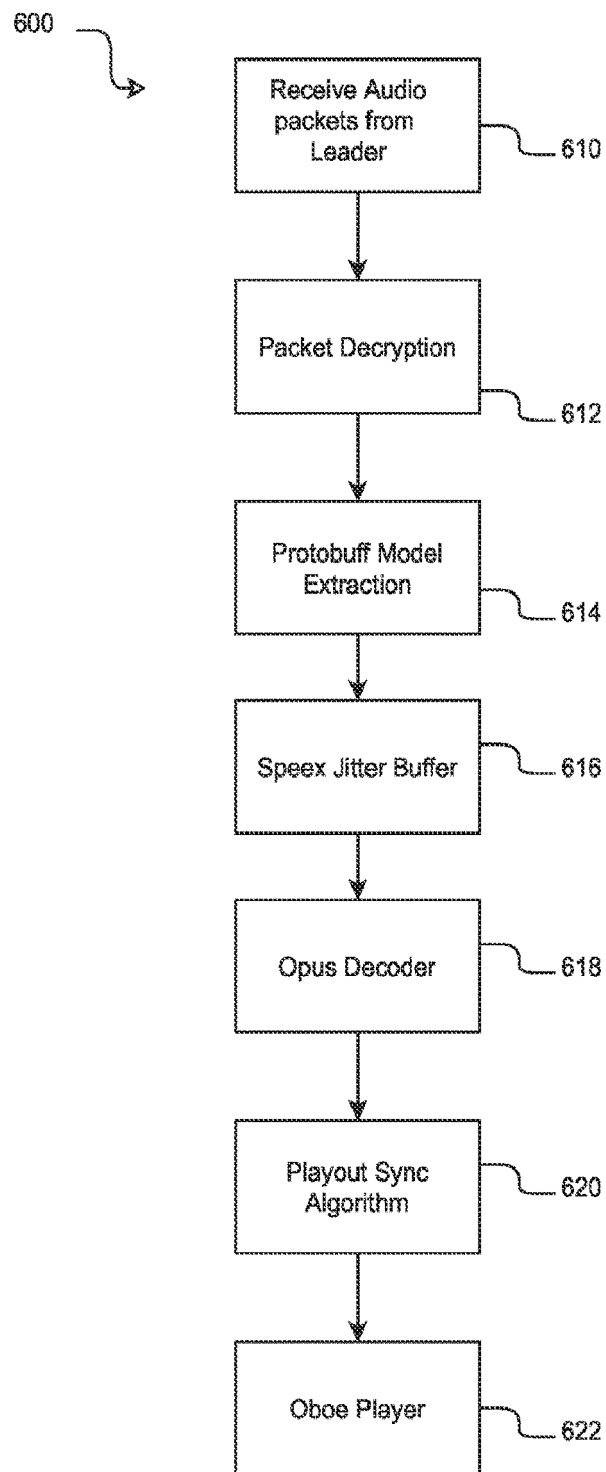 600
Receive Audio
packets from
Leader
610
Packet Decryption
612
Protobuff Model
Extraction
614
Speex Jitter Buffer
616
Opus Decoder
618
Playout Sync
Algorithm
620
Oboe Player
622